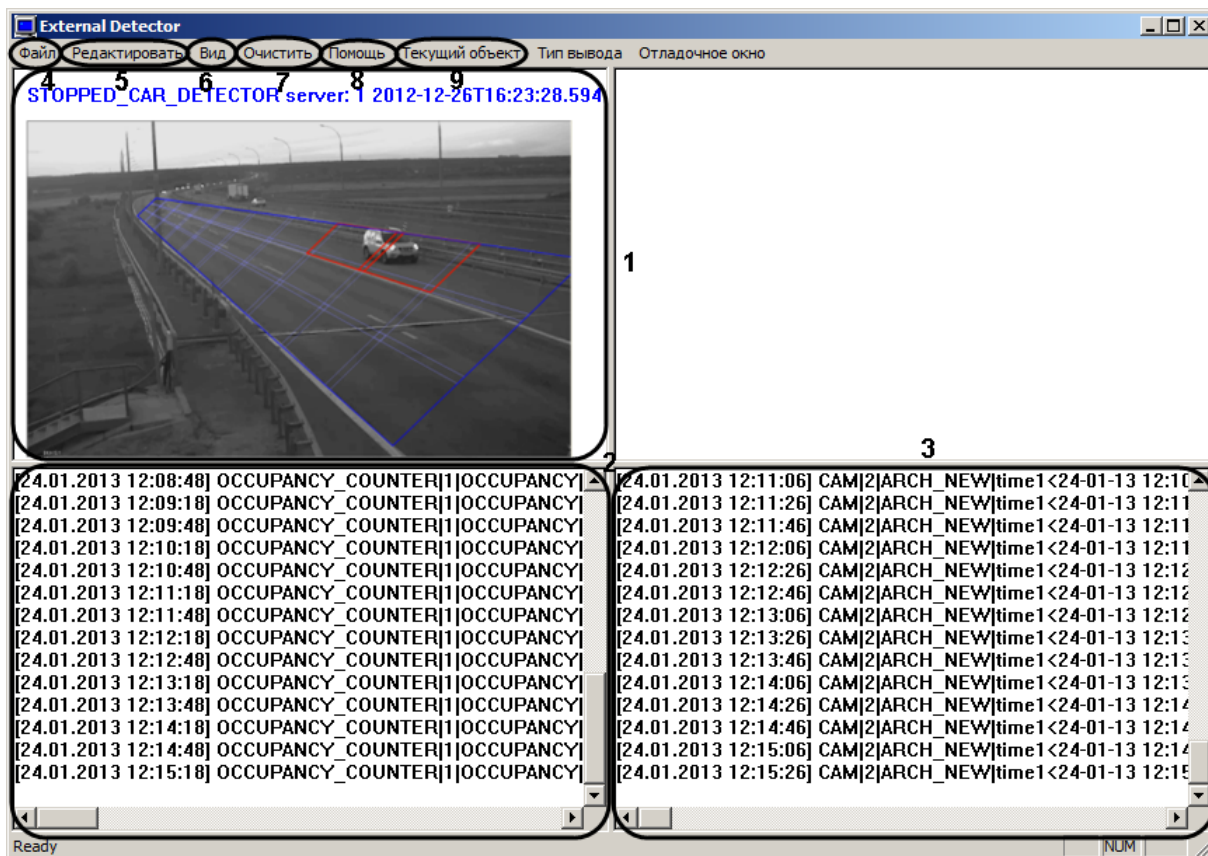 External Detector
Файл Редактировать Вид Очистить Помощь Текущий объект Тип вывода Отладочное окно
4 5 6 7 8 9
STOPPED_CAR_DETECTOR server: 1 2012-12-26T16:23:28.594
1
2
3
[24.01.2013 12:08:48] OCCUPANCY_COUNTER|1|OCCUPANCY|
[24.01.2013 12:09:18] OCCUPANCY_COUNTER|1|OCCUPANCY|
[24.01.2013 12:09:48] OCCUPANCY_COUNTER|1|OCCUPANCY|
[24.01.2013 12:10:18] OCCUPANCY_COUNTER|1|OCCUPANCY|
[24.01.2013 12:10:48] OCCUPANCY_COUNTER|1|OCCUPANCY|
[24.01.2013 12:11:18] OCCUPANCY_COUNTER|1|OCCUPANCY|
[24.01.2013 12:11:48] OCCUPANCY_COUNTER|1|OCCUPANCY|
[24.01.2013 12:12:18] OCCUPANCY_COUNTER|1|OCCUPANCY|
[24.01.2013 12:12:48] OCCUPANCY_COUNTER|1|OCCUPANCY|
[24.01.2013 12:13:18] OCCUPANCY_COUNTER|1|OCCUPANCY|
[24.01.2013 12:13:48] OCCUPANCY_COUNTER|1|OCCUPANCY|
[24.01.2013 12:14:18] OCCUPANCY_COUNTER|1|OCCUPANCY|
[24.01.2013 12:14:48] OCCUPANCY_COUNTER|1|OCCUPANCY|
[24.01.2013 12:15:18] OCCUPANCY_COUNTER|1|OCCUPANCY|
[24.01.2013 12:11:06] CAM|2|ARCH_NEW|time1<24-01-13 12:10
[24.01.2013 12:11:26] CAM|2|ARCH_NEW|time1<24-01-13 12:11
[24.01.2013 12:11:46] CAM|2|ARCH_NEW|time1<24-01-13 12:11
[24.01.2013 12:12:06] CAM|2|ARCH_NEW|time1<24-01-13 12:11
[24.01.2013 12:12:26] CAM|2|ARCH_NEW|time1<24-01-13 12:12
[24.01.2013 12:12:46] CAM|2|ARCH_NEW|time1<24-01-13 12:12
[24.01.2013 12:13:06] CAM|2|ARCH_NEW|time1<24-01-13 12:12
[24.01.2013 12:13:26] CAM|2|ARCH_NEW|time1<24-01-13 12:13
[24.01.2013 12:13:46] CAM|2|ARCH_NEW|time1<24-01-13 12:13
[24.01.2013 12:14:06] CAM|2|ARCH_NEW|time1<24-01-13 12:13
[24.01.2013 12:14:26] CAM|2|ARCH_NEW|time1<24-01-13 12:14
[24.01.2013 12:14:46] CAM|2|ARCH_NEW|time1<24-01-13 12:14
[24.01.2013 12:15:06] CAM|2|ARCH_NEW|time1<24-01-13 12:14
[24.01.2013 12:15:26] CAM|2|ARCH_NEW|time1<24-01-13 12:15
Ready
NUM